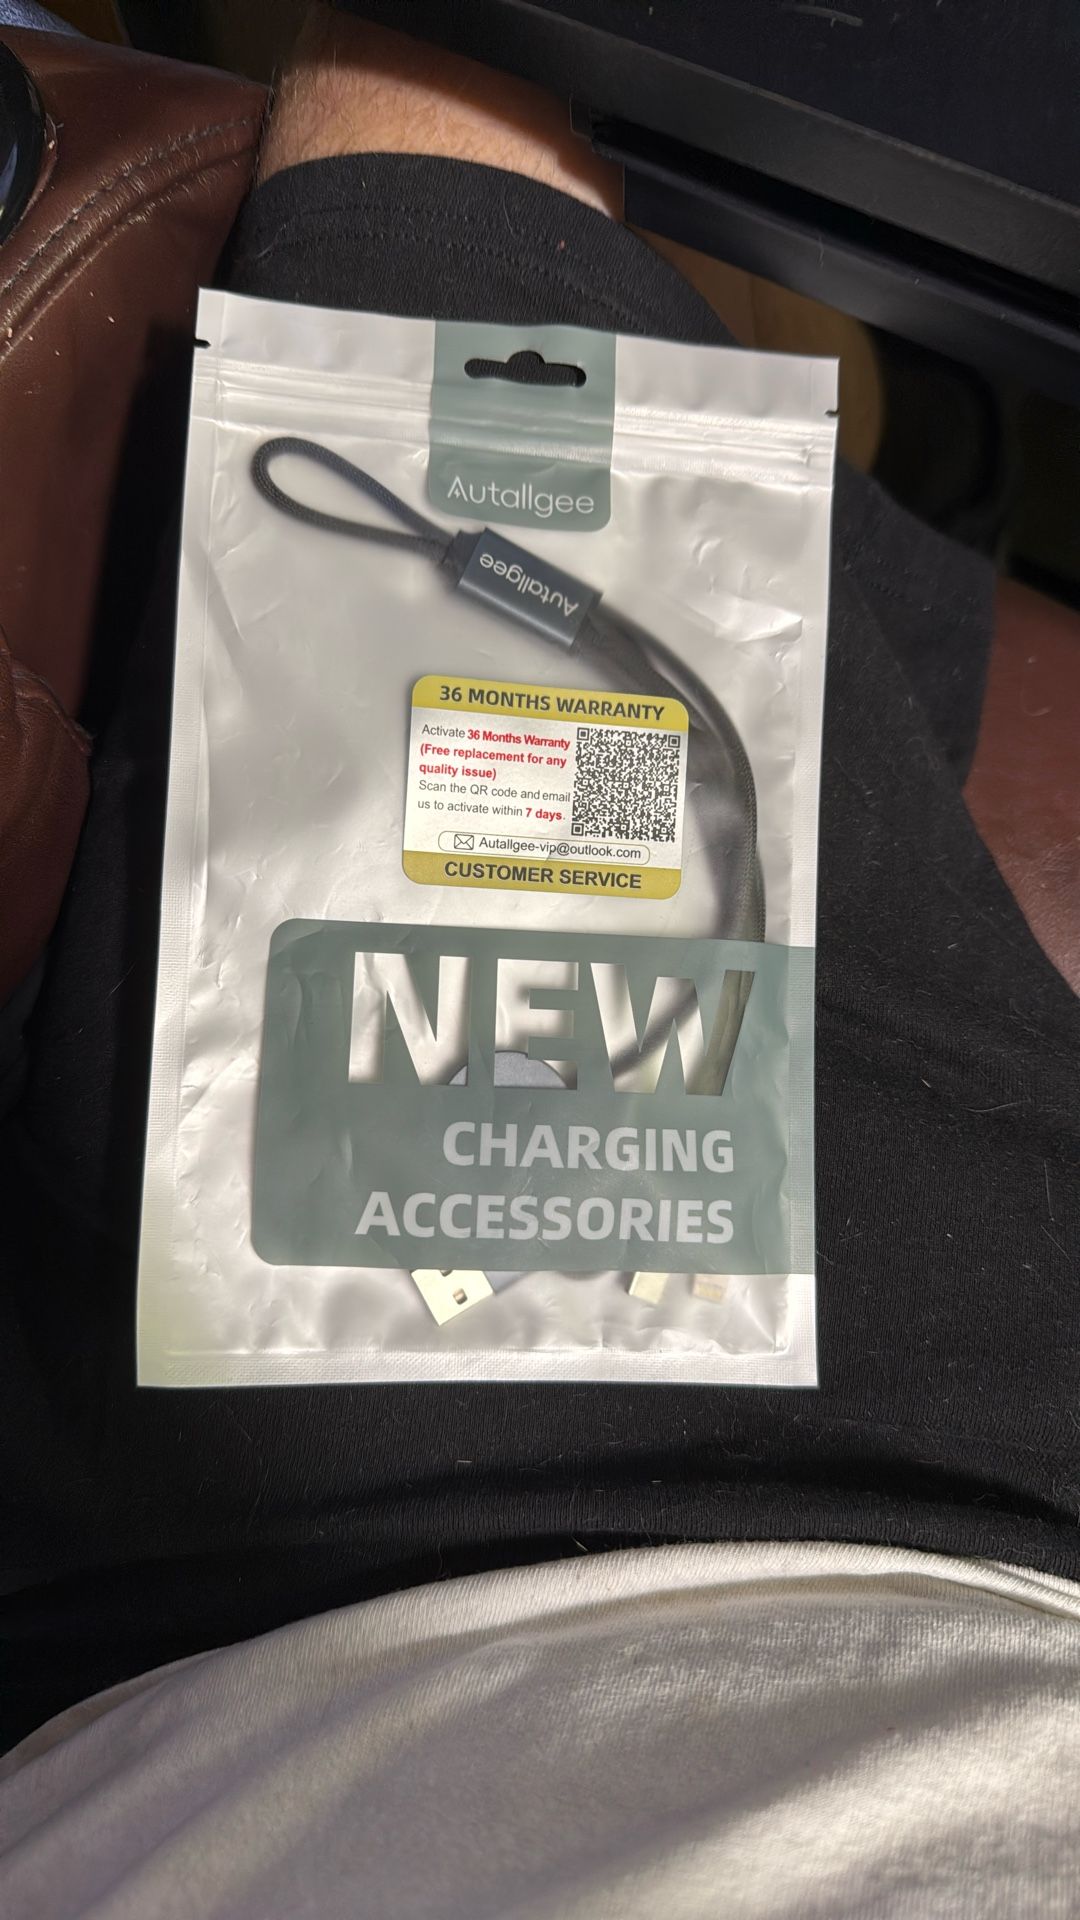 Autallgee
Autallgee
36 MONTHS WARRANTY
Activate 36 Months Warranty
(Free replacement for any
quality issue)
Scan the QR code and email
us to activate within 7 days.
Autallgee-vip@outlook.com
CUSTOMER SERVICE
NEW
CHARGING
ACCESSORIES